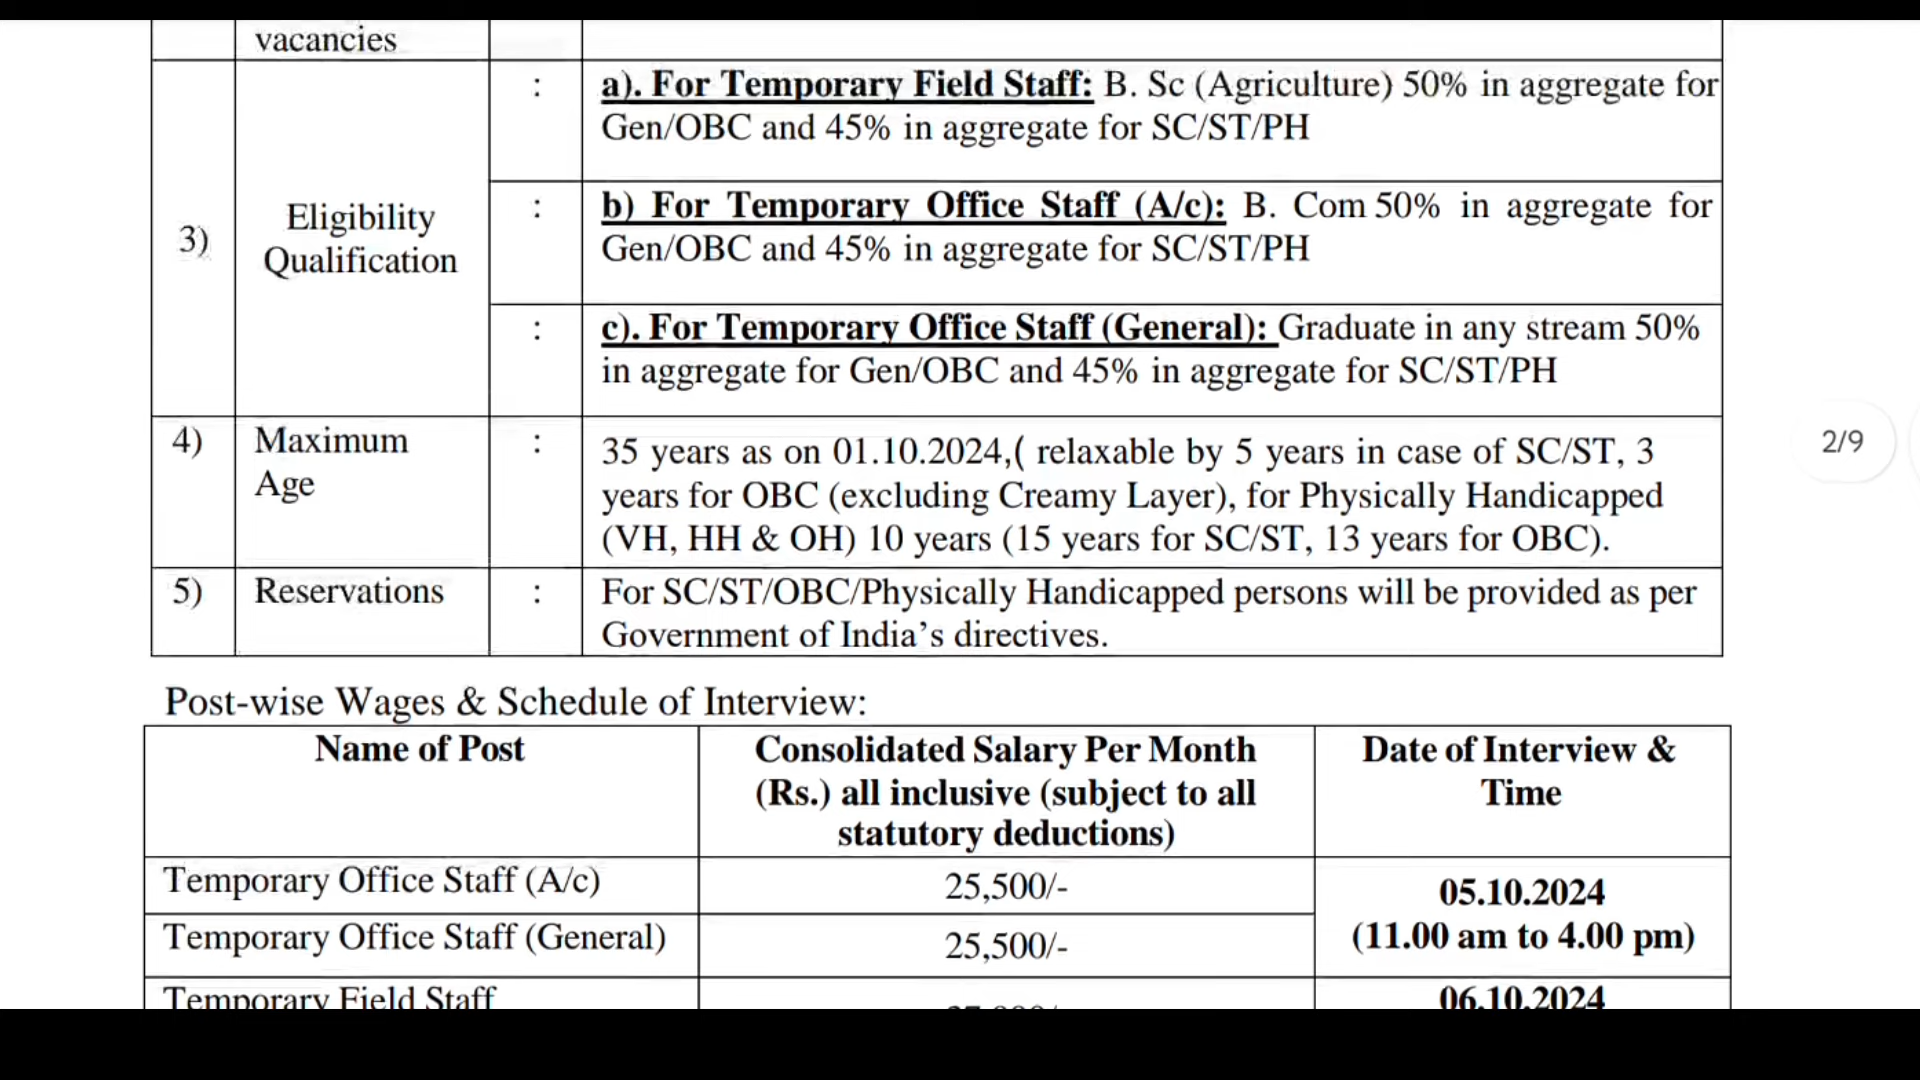 vacancies
3)
Eligibility
Qualification
:
a). For Temporary Field Staff: B. Sc (Agriculture) 50% in aggregate for
Gen/OBC and 45% in aggregate for SC/ST/PH
:
b) For Temporary Office Staff (A/c): B. Com 50% in aggregate for
Gen/OBC and 45% in aggregate for SC/ST/PH
:
c). For Temporary Office Staff (General): Graduate in any stream 50%
in aggregate for Gen/OBC and 45% in aggregate for SC/ST/PH
4)
Maximum
Age
:
35 years as on 01.10.2024,( relaxable by 5 years in case of SC/ST, 3
years for OBC (excluding Creamy Layer), for Physically Handicapped
(VH, HH & OH) 10 years (15 years for SC/ST, 13 years for OBC).
2/9
5)
Reservations
:
For SC/ST/OBC/Physically Handicapped persons will be provided as per
Government of India’s directives.
Post-wise Wages & Schedule of Interview:
Name of Post
Consolidated Salary Per Month
(Rs.) all inclusive (subject to all
statutory deductions)
Date of Interview &
Time
Temporary Office Staff (A/c)
25,500/-
05.10.2024
(11.00 am to 4.00 pm)
Temporary Office Staff (General)
25,500/-
Temporary Field Staff
06.10.2024